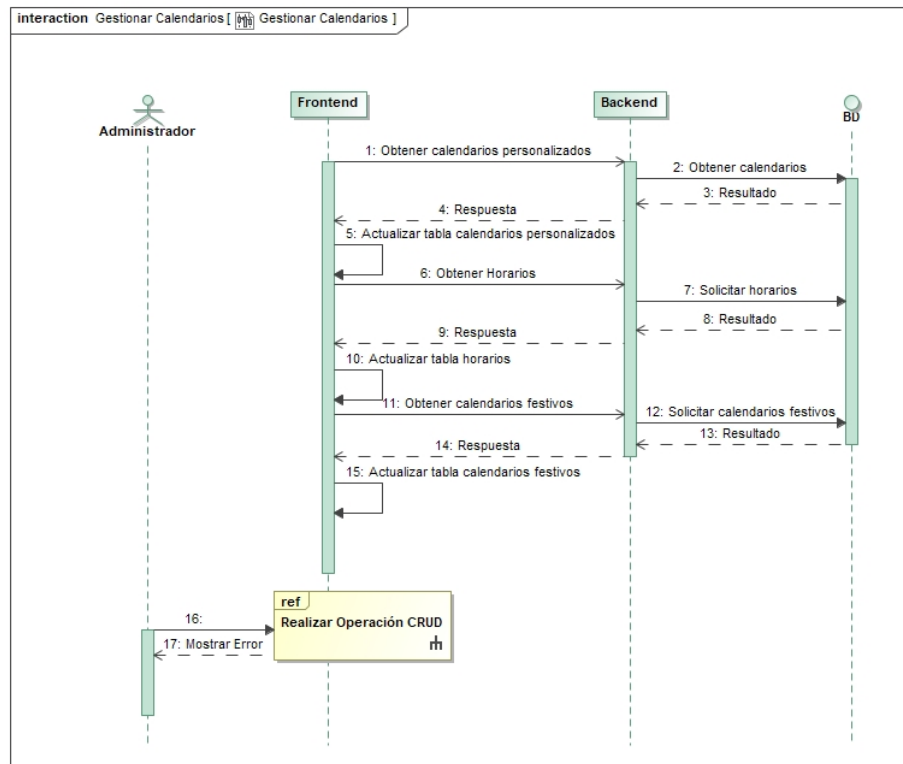 interaction Gestionar Calendarios [ Gestionar Calendarios ]
Frontend
Backend
Administrador
BD
1: Obtener calendarios personalizados
2: Obtener calendarios
3: Resultado
4: Respuesta
5: Actualizar tabla calendarios personalizados
6: Obtener Horarios
7: Solicitar horarios
8: Resultado
9: Respuesta
10: Actualizar tabla horarios
11: Obtener calendarios festivos
12: Solicitar calendarios festivos
13: Resultado
14: Respuesta
15: Actualizar tabla calendarios festivos
ref
Realizar Operación CRUD
16:
17: Mostrar Error